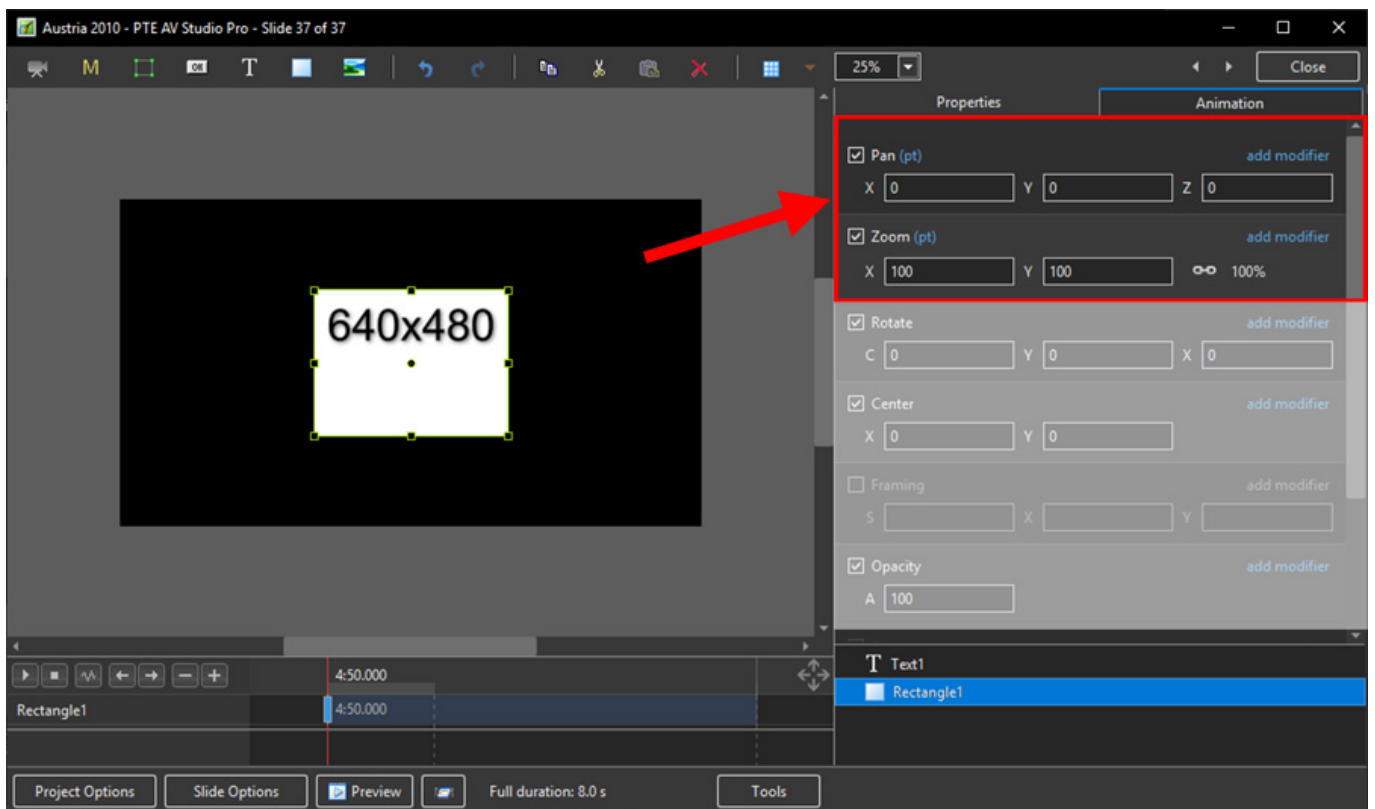 Austria 2010 - PTE AV Studio Pro - Slide 37 of 37
M OK T 25% Close
Properties Animation
Pan (pt) add modifier
X 0 Y 0 Z 0
Zoom (pt) add modifier
X 100 Y 100 100%
640x480
Rotate add modifier
C 0 Y 0 X 0
Center add modifier
X 0 Y 0
Framing add modifier
S X Y
Opacity add modifier
A 100
4:50.000
Rectangle1 4:50.000
T Text1
Rectangle1
Project Options Slide Options Preview Full duration: 8.0 s Tools